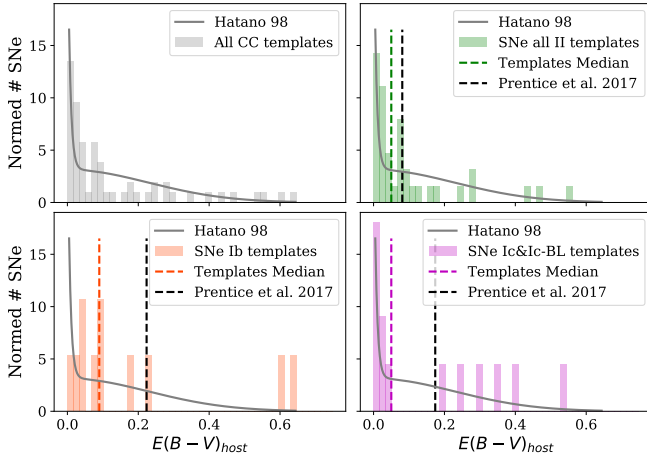 Normed # SNe
15
10
5
0
Hatano 98
All CC templates
Hatano 98
SNe all II templates
Templates Median
Prentice et al. 2017
Normed # SNe
15
10
5
0
Hatano 98
SNe Ib templates
Templates Median
Prentice et al. 2017
Hatano 98
SNe Ic&Ic-BL templates
Templates Median
Prentice et al. 2017
0.0 0.2 0.4 0.6
0.0 0.2 0.4 0.6
E(B − V)host
E(B − V)host